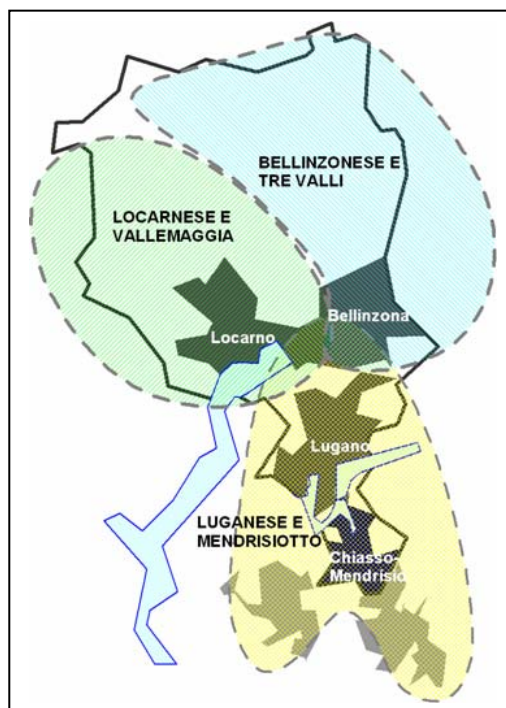 BELLINZONESE E
TRE VALLI
LOCARNESE E
VALLEMAGGIA
Bellinzona
Locarno
Lugano
LUGANESE E
MENDRISIOTTO
Chiasso-
Mendrisio